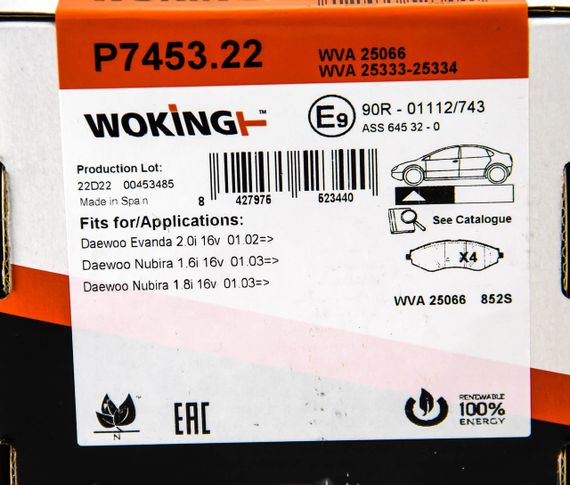 WOKING
P7453.22
WVA 25066
WVA 25333-25334
WOKING™
E9
90R - 01112/743
ASS 645 32 - 0
Production Lot:
22D22 00453485
Made in Spain
8 427975 523440
See Catalogue
Fits for/Applications:
Daewoo Evanda 2.0i 16v 01.02=>
Daewoo Nubira 1.6i 16v 01.03=>
Daewoo Nubira 1.8i 16v 01.03=>
X4
WVA 25066 852S
N
EAC
RENEWABLE
100%
ENERGY